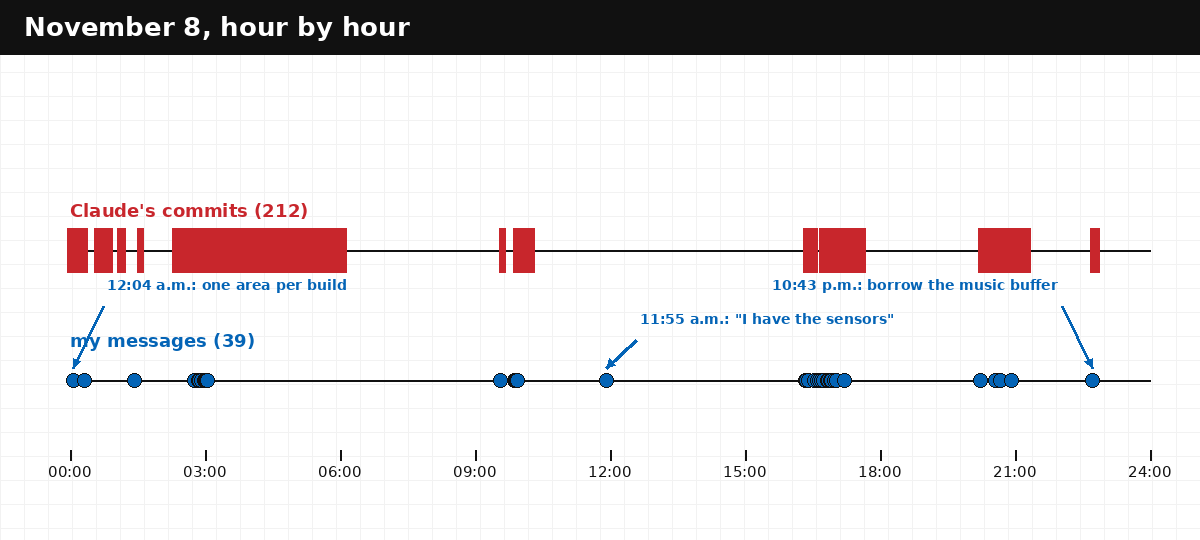 November 8, hour by hour
Claude's commits (212)
12:04 a.m.: one area per build
10:43 p.m.: borrow the music buffer
11:55 a.m.: "I have the sensors"
my messages (39)
00:00 03:00 06:00 09:00 12:00 15:00 18:00 21:00 24:00